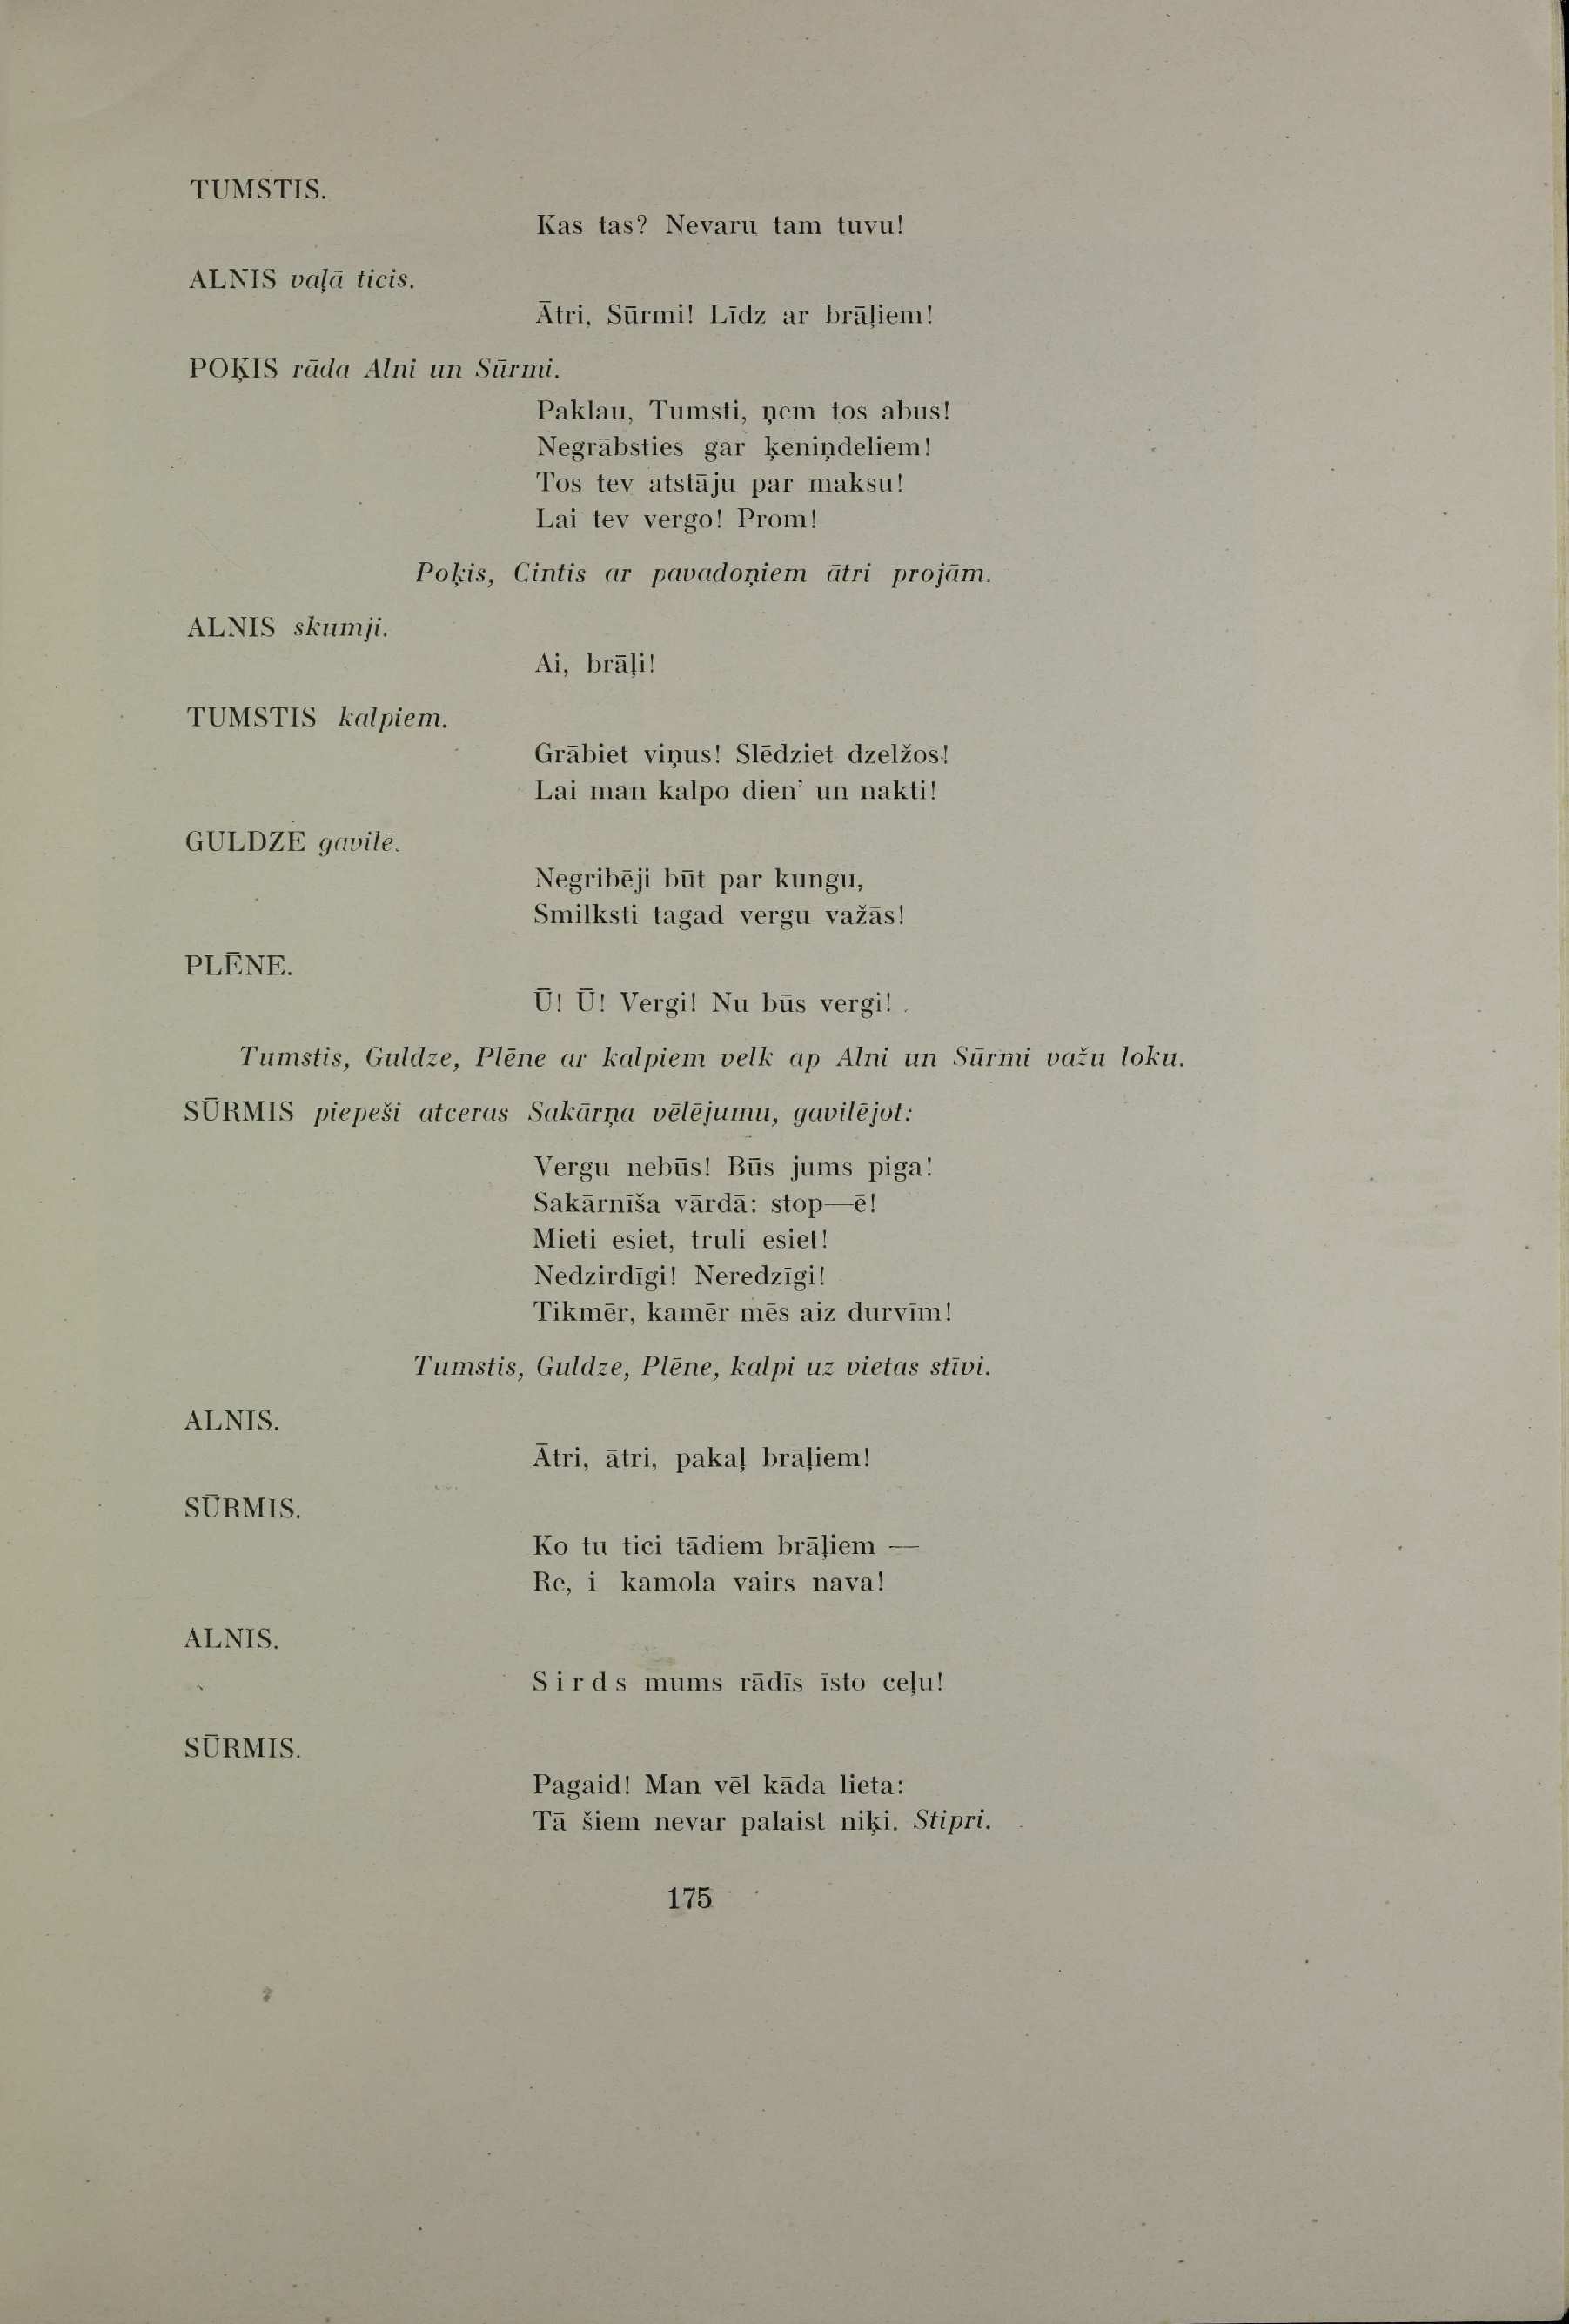 TUMSTIS.
Kas tas? Nevaru tam tuvu!
ALNIS vaļā ticis.
Ātri, Sūrmi! Līdz ar brāļiem!
POĶIS rāda Alni un Sūrmi.
Paklau, Tumsti, ņem tos abus!
Negrābsties gar ķēniņdēliem!
Tos tev atstāju par maksu!
Lai tev vergo! Prom!
Poķis, Cintis ar pavadoņiem ātri projām.
ALNIS skumji.
Ai, brāļi!
TUMSTIS kalpiem.
Grābiet viņus! Slēdziet dzelžos!
Lai man kalpo dien' un nakti!
GULDZE gavilē.
Negribēji būt par kungu,
Smilksti tagad vergu važās!
PLĒNE.
Ū! Ū! Vergi! Nu būs vergi!
Tumstis, Guldze, Plēne ar kalpiem velk ap Alni un Sūrmi važu loku.
SŪRMIS piepeši atceras Sakārņa vēlējumu, gavilējot:
Vergu nebūs! Būs jums piga!
Sakārnīša vārdā: stop—ē!
Mieti esiet, truli esiet!
Nedzirdīgi! Neredzīgi!
Tikmēr, kamēr mēs aiz durvīm!
Tumstis, Guldze, Plēne, kalpi uz vietas stīvi.
ALNIS.
Ātri, ātri, pakaļ brāļiem!
SŪRMIS.
Ko tu tici tādiem brāļiem —
Re, i kamola vairs nava!
ALNIS.
Sirds mums rādīs īsto ceļu!
SŪRMIS.
Pagaid! Man vēl kāda lieta:
Tā šiem nevar palaist niķi. Stipri.
175